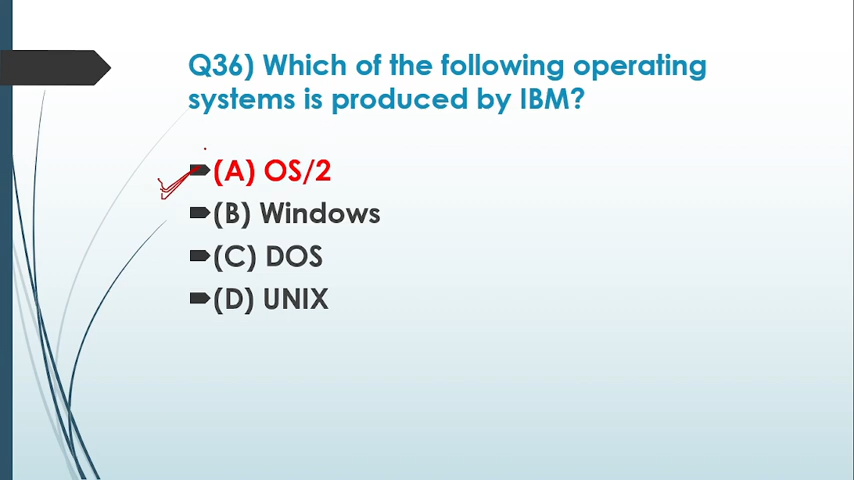 Q36) Which of the following operating
systems is produced by IBM?
(A) OS/2
(B) Windows
(C) DOS
(D) UNIX